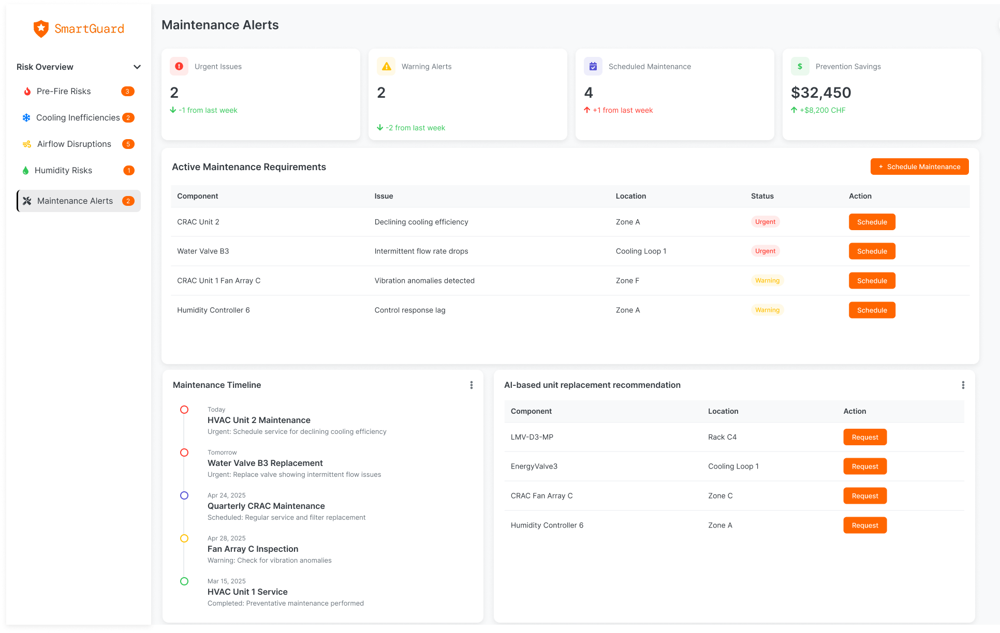 SmartGuard
Risk Overview
Pre-Fire Risks 3
Cooling Inefficiencies 2
Airflow Disruptions 5
Humidity Risks 1
Maintenance Alerts 2
Maintenance Alerts
Urgent Issues
2
-1 from last week
Warning Alerts
2
-2 from last week
Scheduled Maintenance
4
+1 from last week
$ Prevention Savings
$32,450
+$8,200 CHF
Active Maintenance Requirements
+ Schedule Maintenance
Component Issue Location Status Action
CRAC Unit 2 Declining cooling efficiency Zone A Urgent Schedule
Water Valve B3 Intermittent flow rate drops Cooling Loop 1 Urgent Schedule
CRAC Unit 1 Fan Array C Vibration anomalies detected Zone F Warning Schedule
Humidity Controller 6 Control response lag Zone A Warning Schedule
Maintenance Timeline
Today
HVAC Unit 2 Maintenance
Urgent: Schedule service for declining cooling efficiency
Tomorrow
Water Valve B3 Replacement
Urgent: Replace valve showing intermittent flow issues
Apr 24, 2025
Quarterly CRAC Maintenance
Scheduled: Regular service and filter replacement
Apr 28, 2025
Fan Array C Inspection
Warning: Check for vibration anomalies
Mar 15, 2025
HVAC Unit 1 Service
Completed: Preventative maintenance performed
AI-based unit replacement recommendation
Component Location Action
LMV-D3-MP Rack C4 Request
EnergyValve3 Cooling Loop 1 Request
CRAC Fan Array C Zone C Request
Humidity Controller 6 Zone A Request